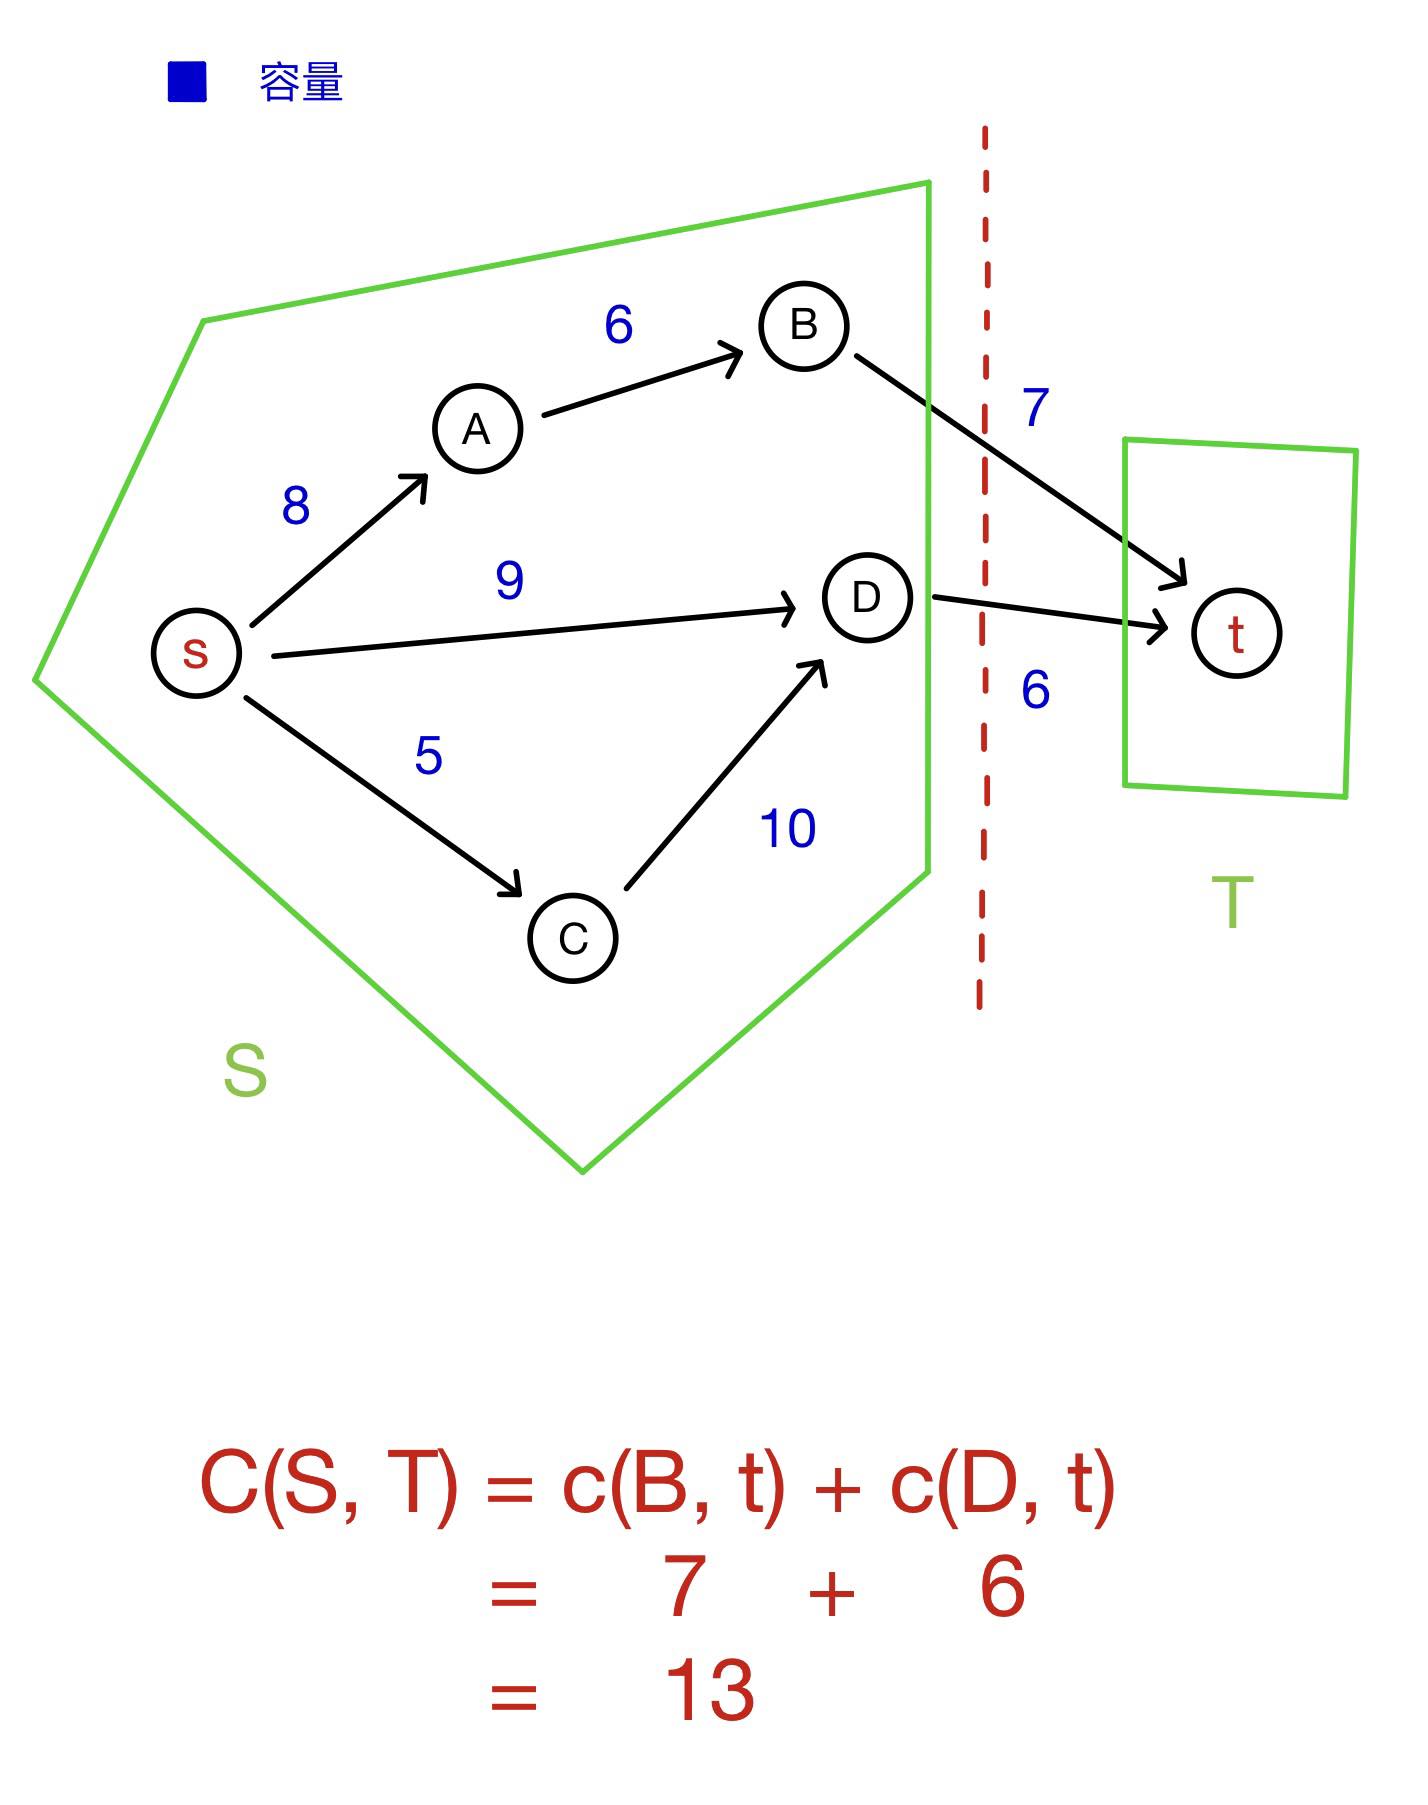 容量
6
B
A
7
8
9
D
s
t
6
5
10
C
T
S
C(S, T) = c(B, t) + c(D, t)
= 7 + 6
= 13